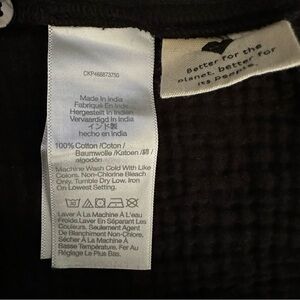 Better for the
planet, better for
its people.
Made in India
Fabriqué En Inde
Hergestellt in Indien
Vervaardigd In India
インド製
hecho en India
100% Cotton /Coton /
Baumwolle /Katoen /綿 /
algodón
Machine Wash Cold With Like
Colors. Non-Chlorine Bleach
Only. Tumble Dry Low. Iron
on Lowest Setting.
Laver À La Machine À L'eau
Froide.Laver En Séparant Les
Couleurs. Seulement Agent
De Blanchiment Non-Chloré.
Sécher À La Machine À Basse
Températures. Fer Au
Réglage Le Plus Bas.